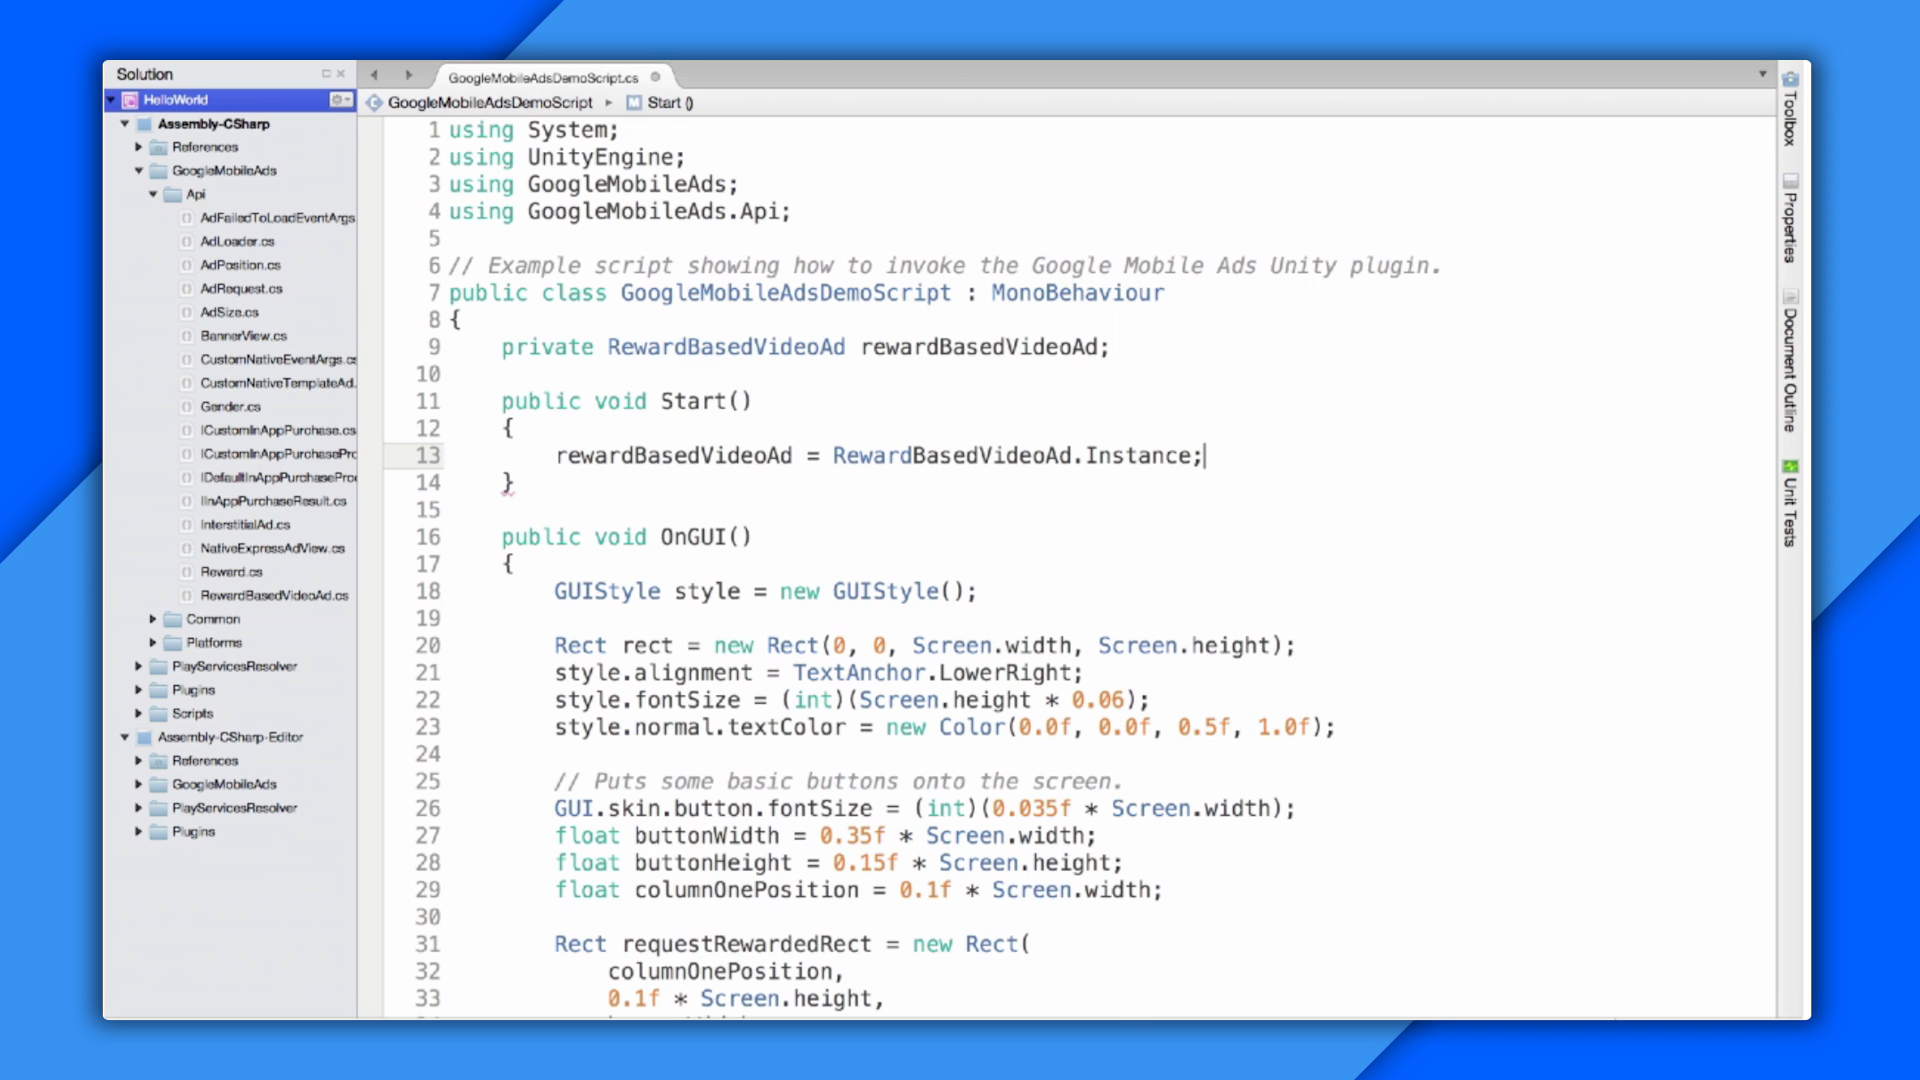 Solution
HelloWorld
Assembly-CSharp
References
GoogleMobileAds
Api
AdFailedToLoadEventArgs
AdLoader.cs
AdPosition.cs
AdRequest.cs
AdSize.cs
BannerView.cs
CustomNativeEventArgs.cs
CustomNativeTemplateAd.
Gender.cs
ICustomInAppPurchase.cs
ICustomInAppPurchasePro
IDefaultInAppPurchasePro
IInAppPurchaseResult.cs
InterstitialAd.cs
NativeExpressAdView.cs
Reward.cs
RewardBasedVideoAd.cs
Common
Platforms
PlayServicesResolver
Plugins
Scripts
Assembly-CSharp-Editor
References
GoogleMobileAds
PlayServicesResolver
Plugins
GoogleMobileAdsDemoScript.cs
GoogleMobileAdsDemoScript ▸ M Start ()
1 using System;
2 using UnityEngine;
3 using GoogleMobileAds;
4 using GoogleMobileAds.Api;
5
6 // Example script showing how to invoke the Google Mobile Ads Unity plugin.
7 public class GoogleMobileAdsDemoScript : MonoBehaviour
8 {
9 private RewardBasedVideoAd rewardBasedVideoAd;
10
11 public void Start()
12 {
13 rewardBasedVideoAd = RewardBasedVideoAd.Instance;
14 }
15
16 public void OnGUI()
17 {
18 GUIStyle style = new GUIStyle();
19
20 Rect rect = new Rect(0, 0, Screen.width, Screen.height);
21 style.alignment = TextAnchor.LowerRight;
22 style.fontSize = (int)(Screen.height * 0.06);
23 style.normal.textColor = new Color(0.0f, 0.0f, 0.5f, 1.0f);
24
25 // Puts some basic buttons onto the screen.
26 GUI.skin.button.fontSize = (int)(0.035f * Screen.width);
27 float buttonWidth = 0.35f * Screen.width;
28 float buttonHeight = 0.15f * Screen.height;
29 float columnOnePosition = 0.1f * Screen.width;
30
31 Rect requestRewardedRect = new Rect(
32 columnOnePosition,
33 0.1f * Screen.height,
Toolbox
Properties
Document Outline
Unit Tests